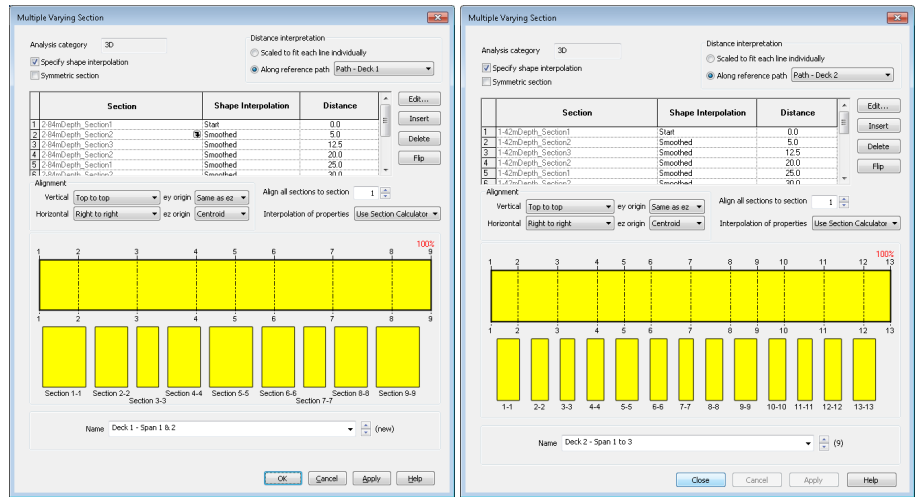 Multiple Varying Section
Analysis category 3D
Specify shape interpolation
Symmetric section
Distance interpretation
Scaled to fit each line individually
Along reference path Path - Deck 1
Section Shape Interpolation Distance
1 2-84mDepth_Section1 Start 0.0
2 2-84mDepth_Section2 Smoothed 5.0
3 2-84mDepth_Section3 Smoothed 12.5
4 2-84mDepth_Section2 Smoothed 20.0
5 2-84mDepth_Section1 Smoothed 25.0
6 2-84mDepth_Section2 Smoothed 30.0
Edit...
Insert
Delete
Flip
Alignment
Vertical Top to top ey origin Same as ez
Horizontal Right to right ez origin Centroid
Align all sections to section 1
Interpolation of properties Use Section Calculator
100%
1 2 3 4 5 6 7 8 9
1 2 3 4 5 6 7 8 9
Section 1-1 Section 2-2 Section 4-4 Section 5-5 Section 6-6 Section 8-8 Section 9-9
Section 3-3 Section 7-7
Name Deck 1 - Span 1 & 2 (new)
OK Cancel Apply Help
Multiple Varying Section
Analysis category 3D
Specify shape interpolation
Symmetric section
Distance interpretation
Scaled to fit each line individually
Along reference path Path - Deck 2
Section Shape Interpolation Distance
1 1-42mDepth_Section1 Start 0.0
2 1-42mDepth_Section2 Smoothed 5.0
3 1-42mDepth_Section3 Smoothed 12.5
4 1-42mDepth_Section2 Smoothed 20.0
5 1-42mDepth_Section1 Smoothed 25.0
6 1-42mDepth_Section2 Smoothed 30.0
Edit...
Insert
Delete
Flip
Alignment
Vertical Top to top ey origin Same as ez
Horizontal Right to right ez origin Centroid
Align all sections to section 1
Interpolation of properties Use Section Calculator
100%
1 2 3 4 5 6 7 8 9 10 11 12 13
1 2 3 4 5 6 7 8 9 10 11 12 13
1-1 2-2 3-3 4-4 5-5 6-6 7-7 8-8 9-9 10-10 11-11 12-12 13-13
Name Deck 2 - Span 1 to 3 (9)
Close Cancel Apply Help